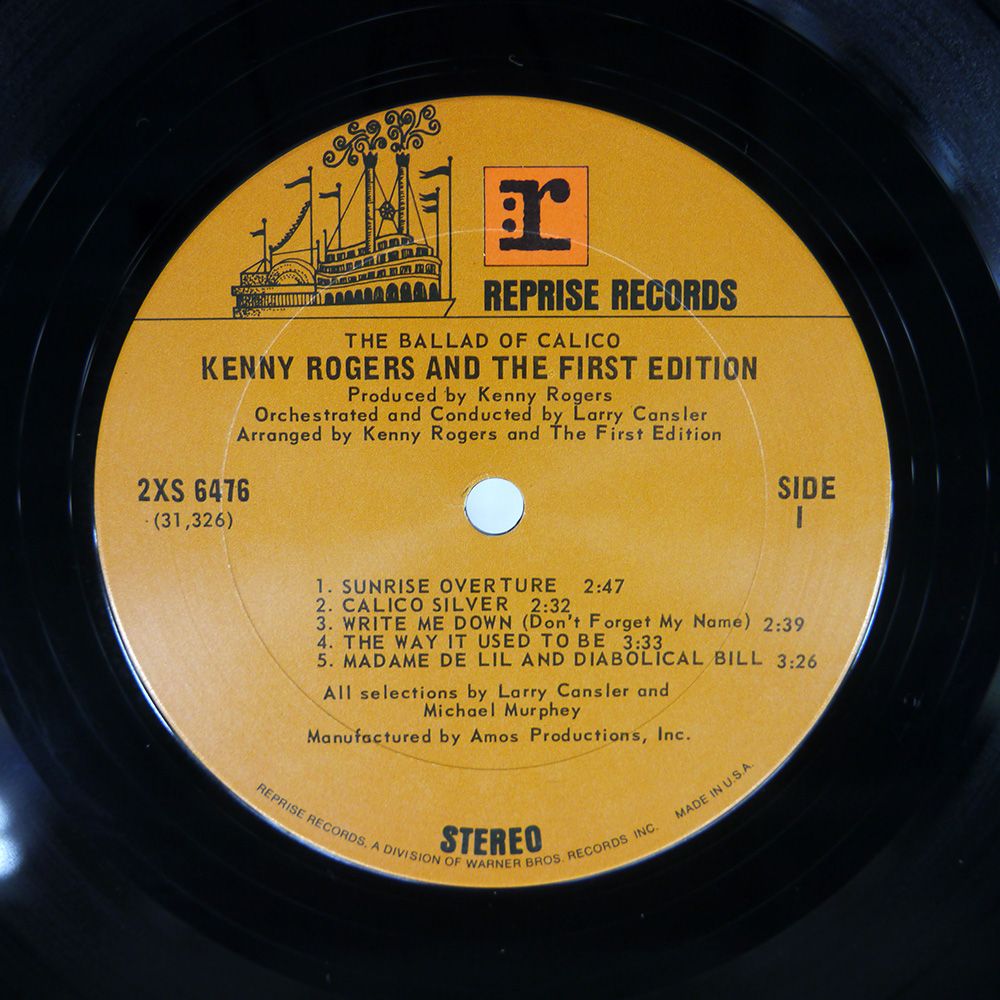 :r
REPRISE RECORDS
THE BALLAD OF CALICO
KENNY ROGERS AND THE FIRST EDITION
Produced by Kenny Rogers
Orchestrated and Conducted by Larry Cansler
Arranged by Kenny Rogers and The First Edition
2XS 6476
(31,326)
SIDE
1
1. SUNRISE OVERTURE 2:47
2. CALICO SILVER 2:32
3. WRITE ME DOWN (Don't Forget My Name) 2:39
4. THE WAY IT USED TO BE 3:33
5. MADAME DE LIL AND DIABOLICAL BILL 3:26
All selections by Larry Cansler and
Michael Murphey
Manufactured by Amos Productions, Inc.
STEREO
REPRISE RECORDS, A DIVISION OF WARNER BROS. RECORDS INC. MADE IN U.S.A.